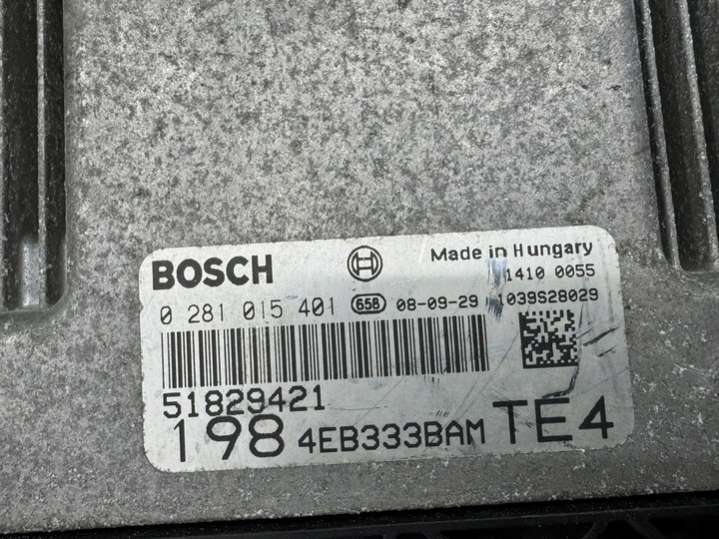 BOSCH Made in Hungary
1410 0055
0 281 015 401 656 08-09-29 1039S28029
51829421
198 4EB333BAM TE4